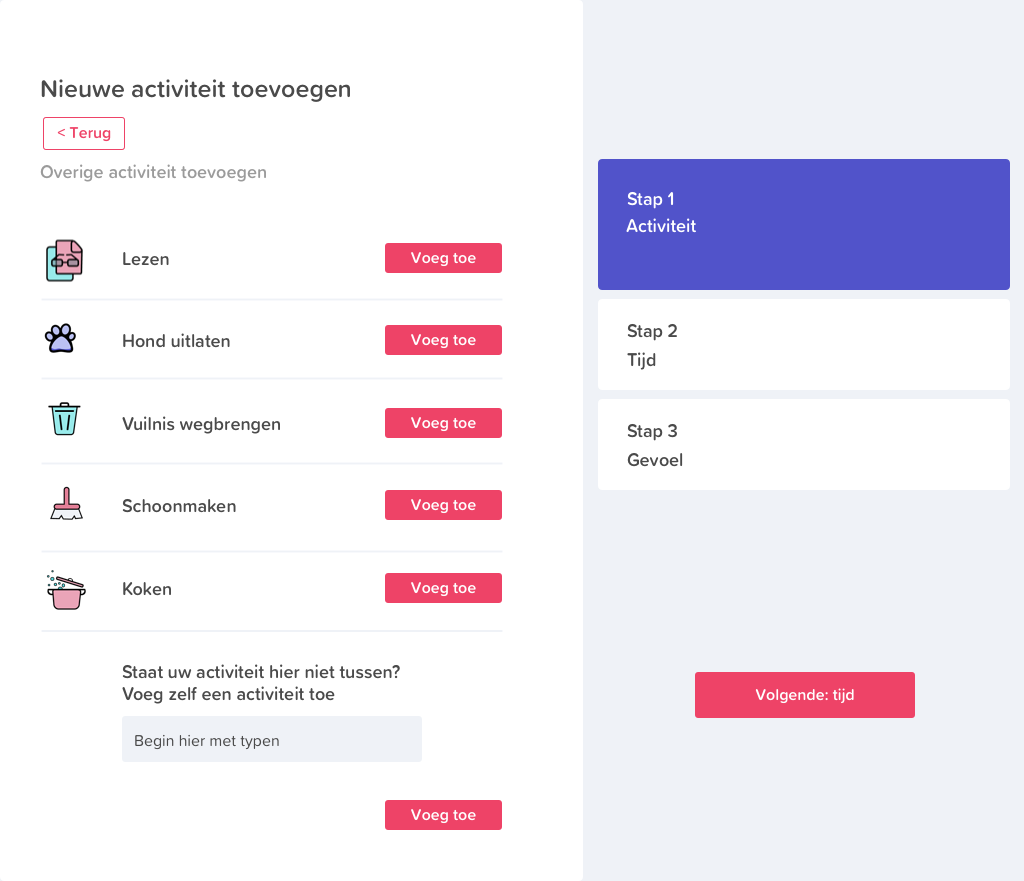 Nieuwe activiteit toevoegen
< Terug
Overige activiteit toevoegen
Lezen
Voeg toe
Hond uitlaten
Voeg toe
Vuilnis wegbrengen
Voeg toe
Schoonmaken
Voeg toe
Koken
Voeg toe
Staat uw activiteit hier niet tussen?
Voeg zelf een activiteit toe
Begin hier met typen
Voeg toe
Stap 1
Activiteit
Stap 2
Tijd
Stap 3
Gevoel
Volgende: tijd